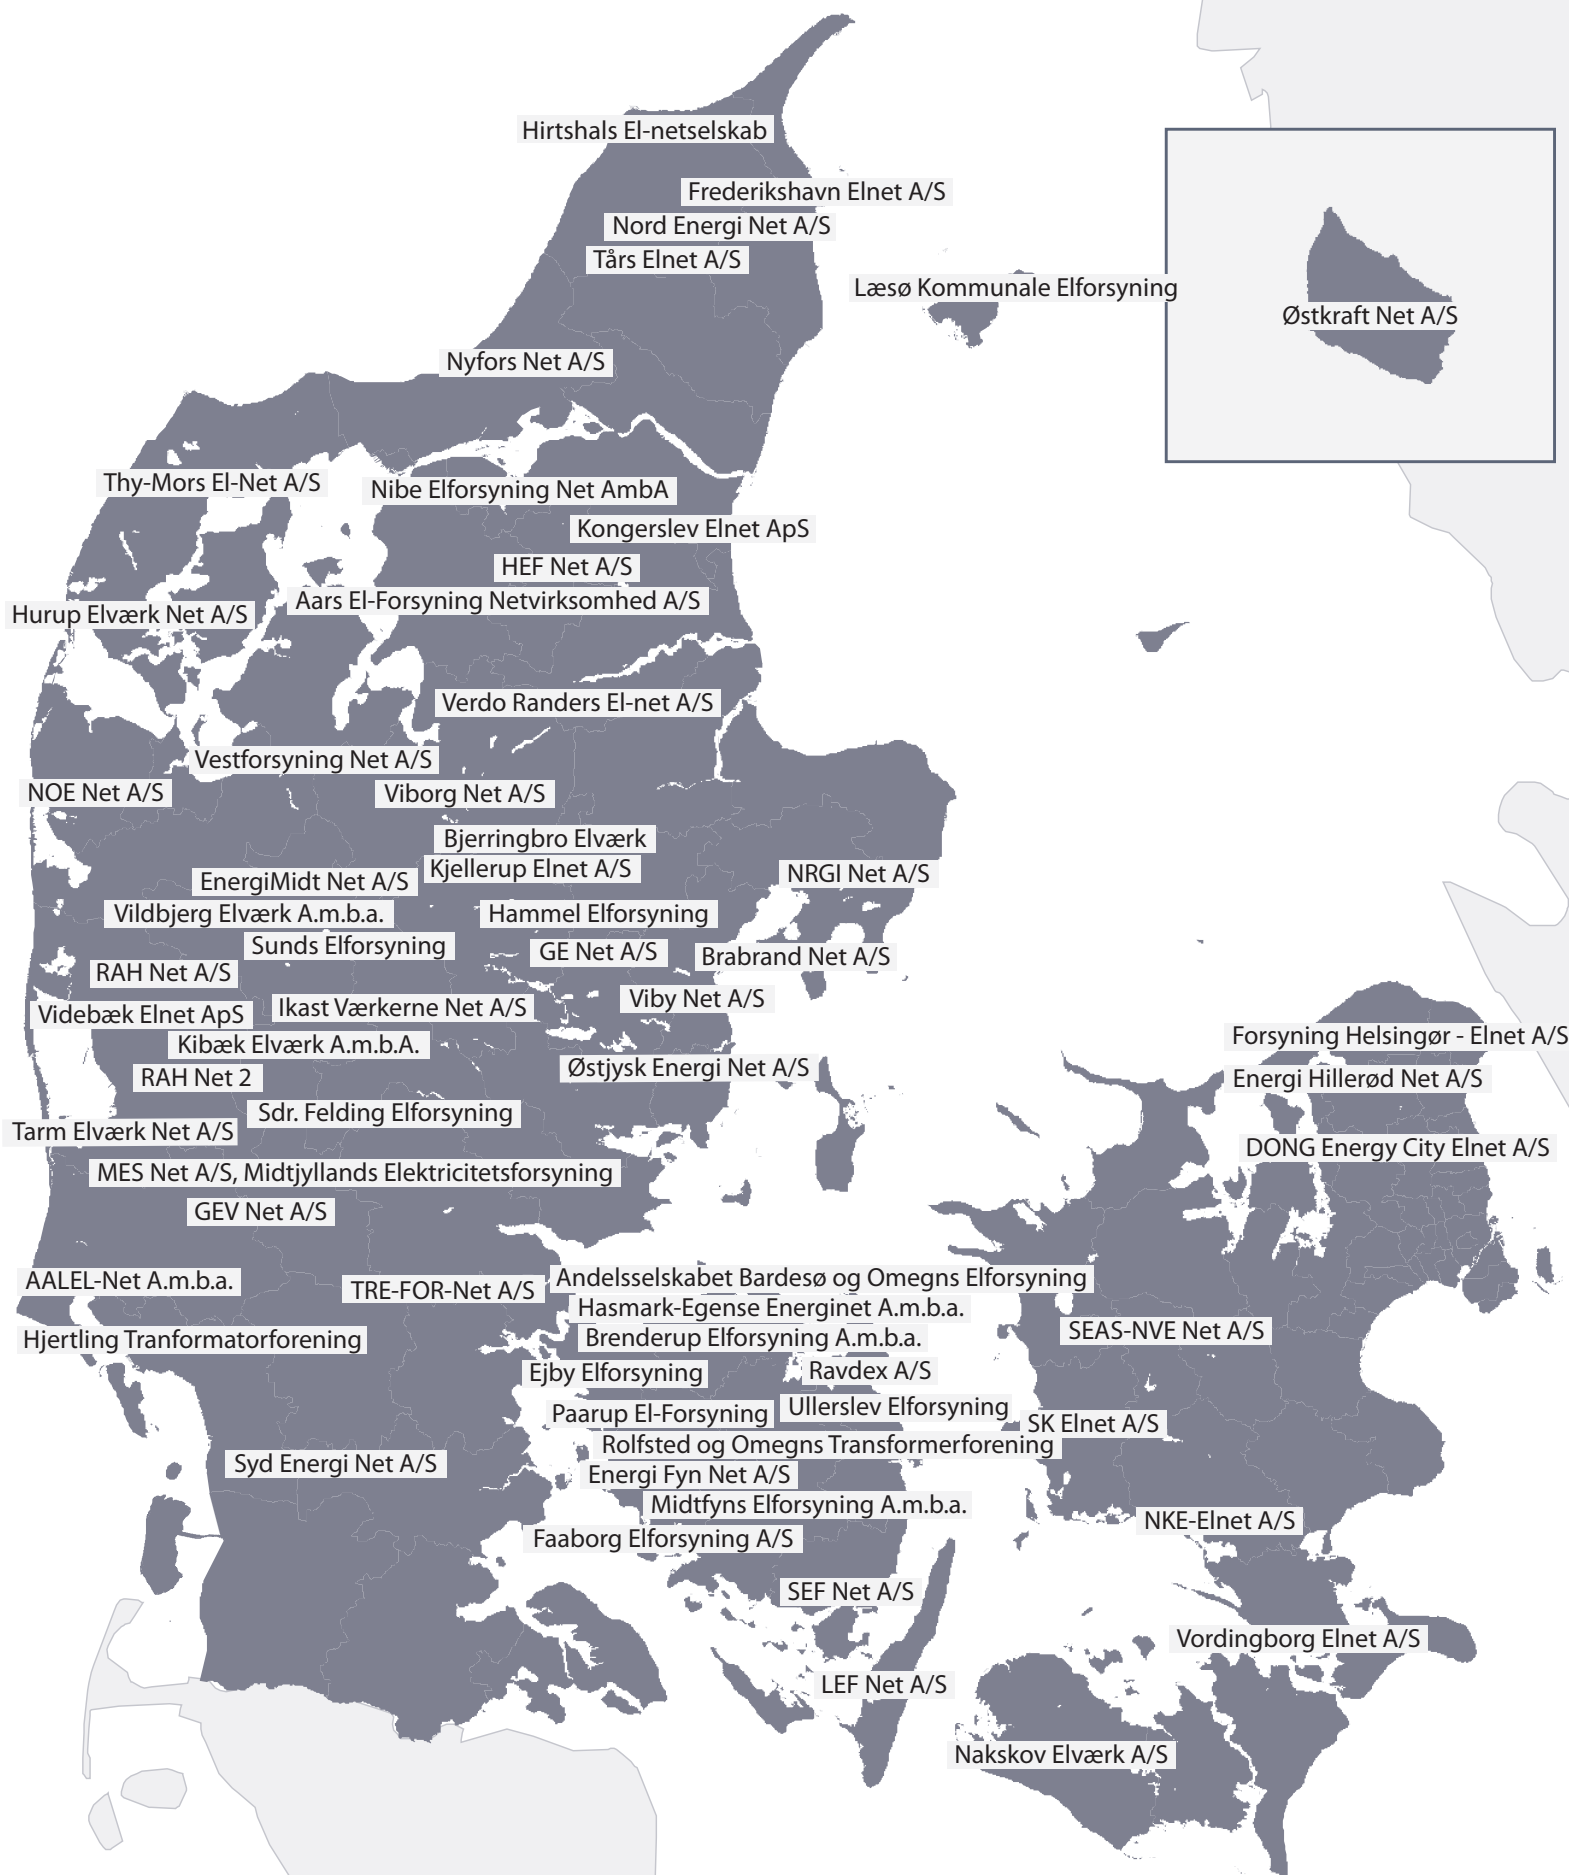 Hirtshals El-netselskab
Frederikshavn Elnet A/S
Nord Energi Net A/S
Tårs Elnet A/S
Læsø Kommunale Elforsyning
Østkraft Net A/S
Nyfors Net A/S
Thy-Mors El-Net A/S
Nibe Elforsyning Net AmbA
Kongerslev Elnet ApS
HEF Net A/S
Aars El-Forsyning Netvirksomhed A/S
Hurup Elværk Net A/S
Verdo Randers El-net A/S
Vestforsyning Net A/S
NOE Net A/S
Viborg Net A/S
Bjerringbro Elværk
Kjellerup Elnet A/S
NRGI Net A/S
EnergiMidt Net A/S
Vildbjerg Elværk A.m.b.a.
Hammel Elforsyning
Sunds Elforsyning
GE Net A/S
Brabrand Net A/S
RAH Net A/S
Viby Net A/S
Ikast Værkerne Net A/S
Videbæk Elnet ApS
Forsyning Helsingør - Elnet A/S
Kibæk Elværk A.m.b.A.
Østjysk Energi Net A/S
RAH Net 2
Energi Hillerød Net A/S
Sdr. Felding Elforsyning
Tarm Elværk Net A/S
DONG Energy City Elnet A/S
MES Net A/S, Midtjyllands Elektricitetsforsyning
GEV Net A/S
AALEL-Net A.m.b.a.
Andelsselskabet Bardesø og Omegns Elforsyning
TRE-FOR-Net A/S
Hasmark-Egense Energinet A.m.b.a.
SEAS-NVE Net A/S
Hjertling Tranformatorforening
Brenderup Elforsyning A.m.b.a.
Ejby Elforsyning
Ravdex A/S
Ullerslev Elforsyning
Paarup El-Forsyning
SK Elnet A/S
Rolfsted og Omegns Transformerforening
Syd Energi Net A/S
Energi Fyn Net A/S
Midtfyns Elforsyning A.m.b.a.
NKE-Elnet A/S
Faaborg Elforsyning A/S
SEF Net A/S
Vordingborg Elnet A/S
LEF Net A/S
Nakskov Elværk A/S